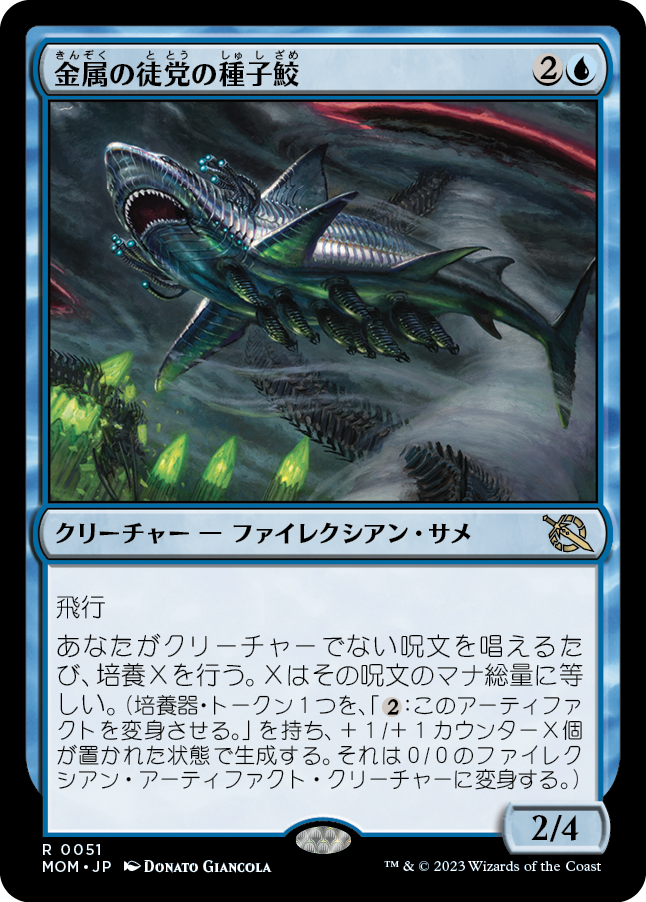 きんぞく ととう しゅしざめ
金属の徒党の種子鮫 2
クリーチャー — ファイレクシアン・サメ
飛行
あなたがクリーチャーでない呪文を唱えるた
び、培養Xを行う。Xはその呪文のマナ総量に等
しい。(培養器・トークン1つを、「2:このアーティファ
クトを変身させる。」を持ち、+1/+1カウンターX個
が置かれた状態で生成する。それは0/0のファイレク
シアン・アーティファクト・クリーチャーに変身する。)
2/4
R 0051
MOM・JP Donato Giancola
™ & © 2023 Wizards of the Coast